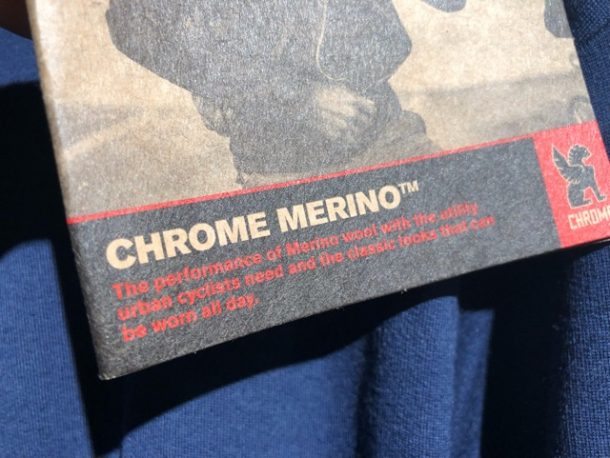 CHROME MERINO™
The performance of Merino wool with the utility
urban cyclists need and the classic looks that can
be worn all day.
CHROME